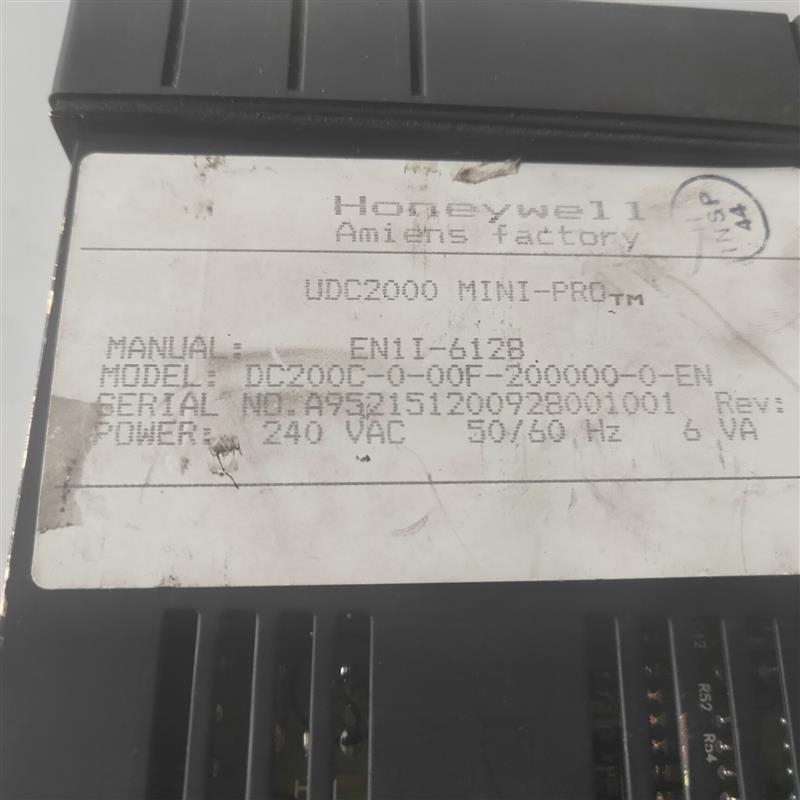 Honeywell
Amiens factory
INSP
44
UDC2000 MINI-PRO™
MANUAL: EN1I-6128
MODEL: DC200C-0-00F-200000-0-EN
SERIAL NO.A952151200928001001 Rev:
POWER: 240 VAC 50/60 Hz 6 VA
R52
R54